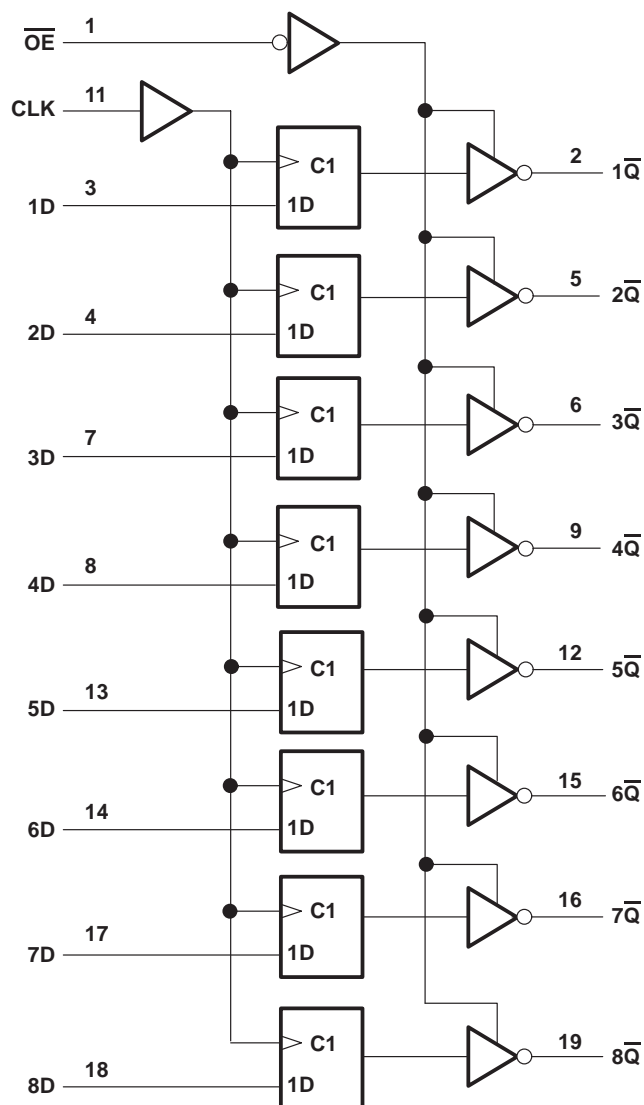 O̅E̅ 1
CLK 11
C1
1D 3 1D
2 1Q̅
C1
2D 4 1D
5 2Q̅
C1
3D 7 1D
6 3Q̅
C1
4D 8 1D
9 4Q̅
C1
5D 13 1D
12 5Q̅
C1
6D 14 1D
15 6Q̅
C1
7D 17 1D
16 7Q̅
C1
8D 18 1D
19 8Q̅